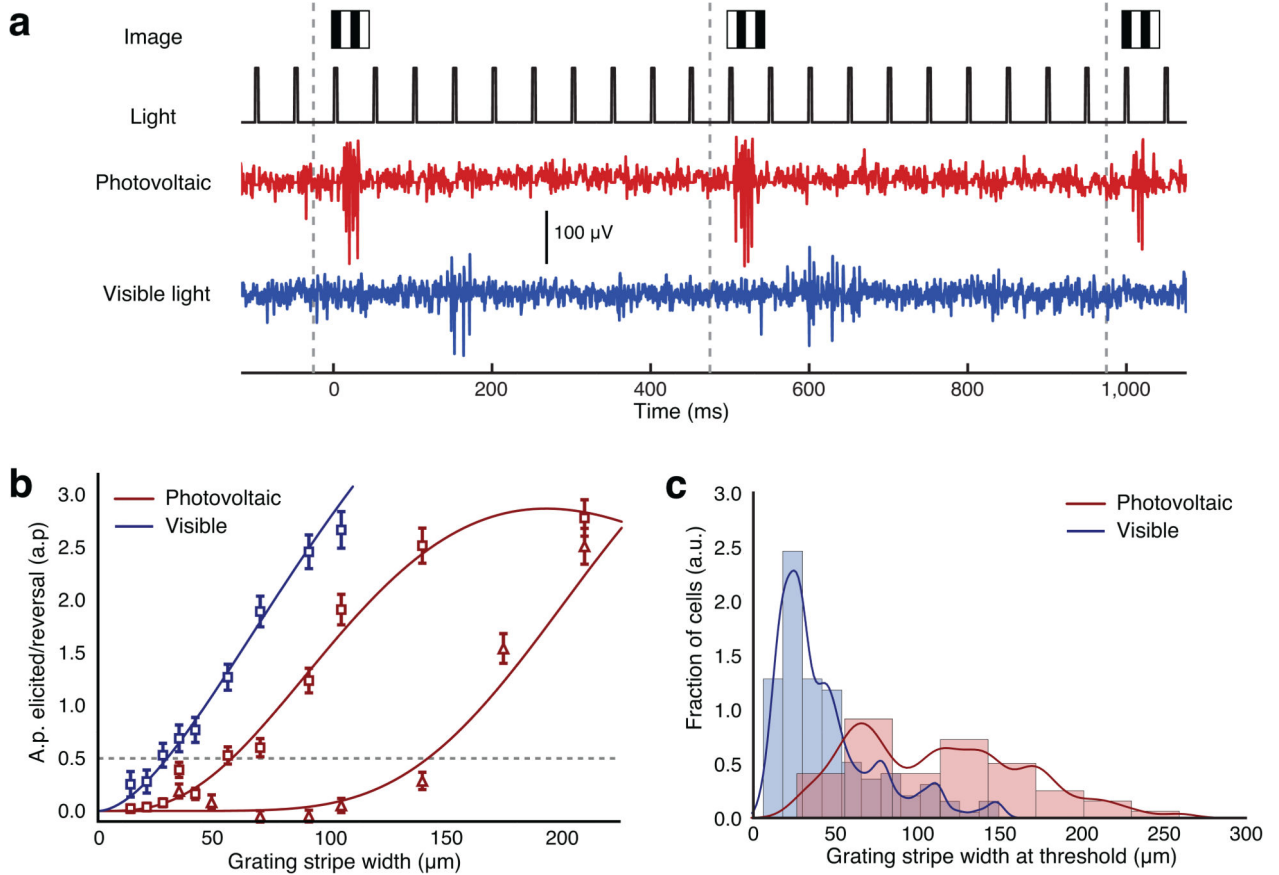 a
Image
Light
Photovoltaic
100 µV
Visible light
0 200 400 600 800 1,000
Time (ms)
b
Photovoltaic
Visible
A.p. elicited/reversal (a.p)
3.0
2.5
2.0
1.5
1.0
0.5
0.0
0 50 100 150 200
Grating stripe width (µm)
c
Photovoltaic
Visible
Fraction of cells (a.u.)
3.0
2.5
2.0
1.5
1.0
0.5
0.0
0 50 100 150 200 250 300
Grating stripe width at threshold (µm)